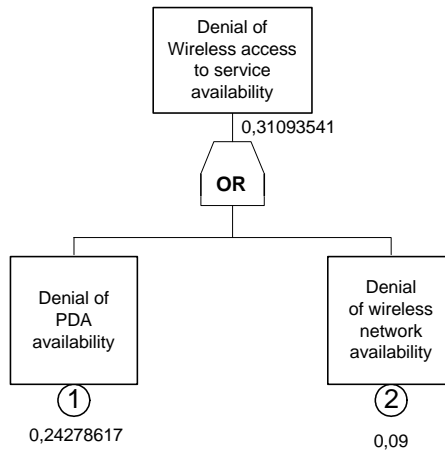 Denial of
Wireless access
to service
availability
0,31093541
OR
Denial of
PDA
availability
Denial
of wireless
network
availability
1
2
0,24278617
0,09